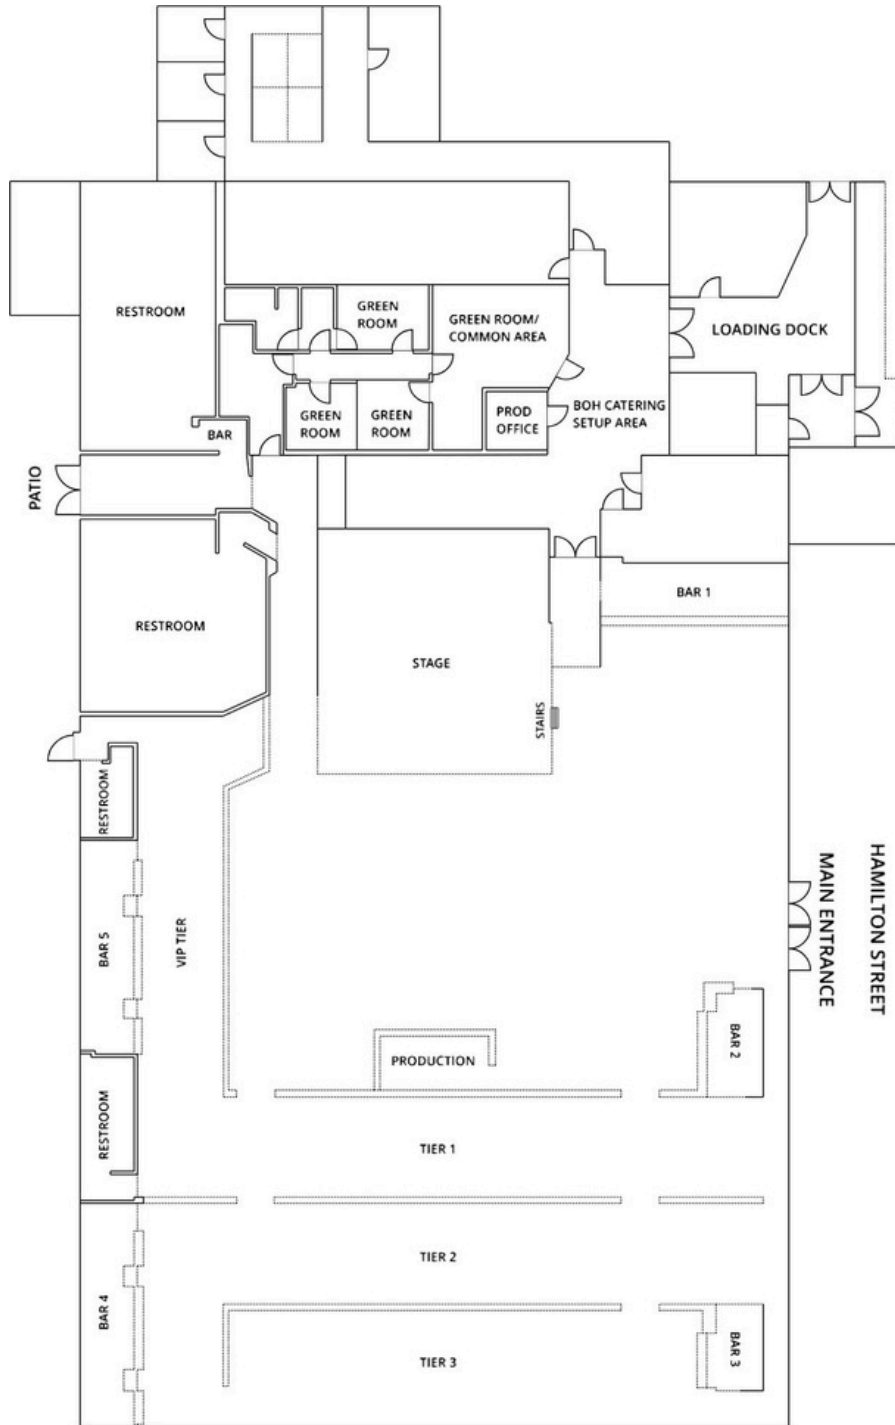 RESTROOM
GREEN
ROOM
GREEN ROOM/
COMMON AREA
LOADING DOCK
GREEN
ROOM
GREEN
ROOM
PROD
OFFICE
BOH CATERING
SETUP AREA
BAR
PATIO
BAR 1
RESTROOM
STAGE
STAIRS
RESTROOM
BAR 5
VIP TIER
MAIN ENTRANCE
HAMILTON STREET
BAR 2
PRODUCTION
RESTROOM
TIER 1
TIER 2
BAR 4
TIER 3
BAR 3